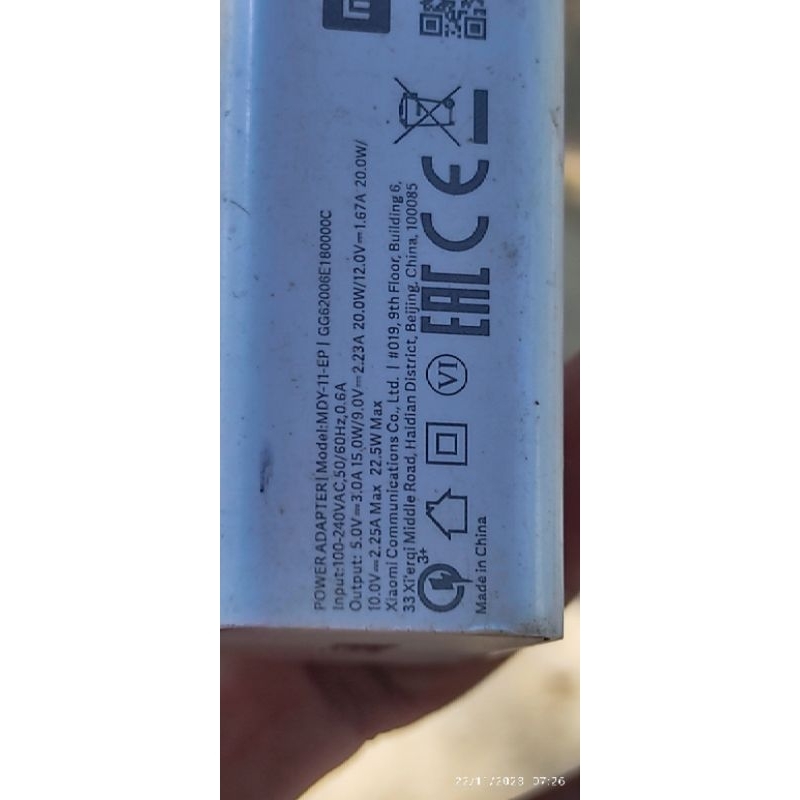 POWER ADAPTER | Model:MDY-11-EP | GG62006E180000C
Input:100-240VAC,50/60Hz,0.6A
Output: 5.0V⎓3.0A 15.0W/9.0V⎓2.23A 20.0W/12.0V⎓1.67A 20.0W/
10.0V⎓2.25A Max 22.5W Max
Xiaomi Communications Co., Ltd. | #019, 9th Floor, Building 6,
33 Xi'erqi Middle Road, Haidian District, Beijing, China, 100085
3+
VI
EAC
CE
Made in China